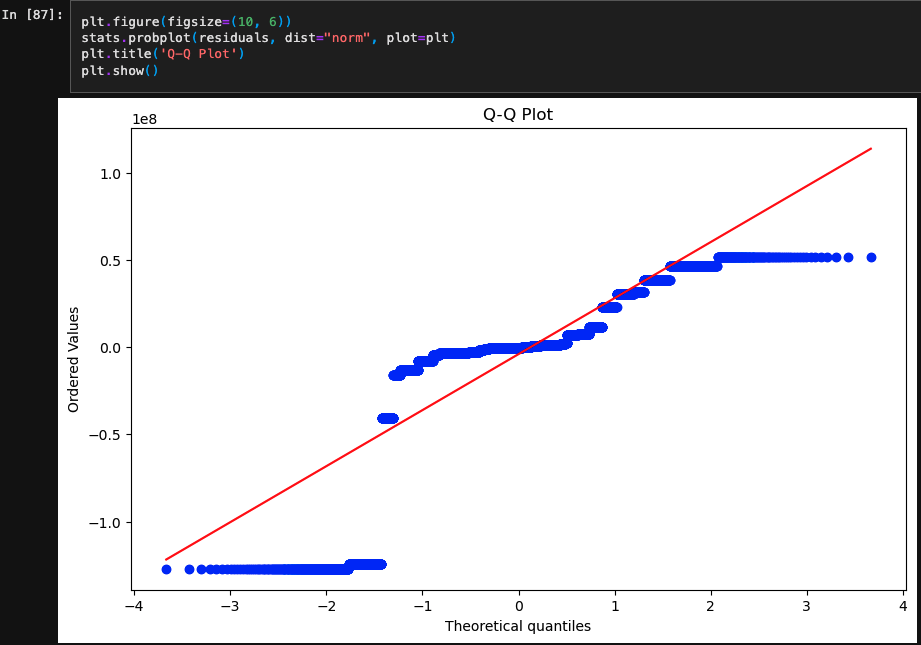 In [87]:
plt.figure(figsize=(10, 6))
stats.probplot(residuals, dist="norm", plot=plt)
plt.title('Q-Q Plot')
plt.show()
Q-Q Plot
1e8
1.0
0.5
0.0
−0.5
−1.0
Ordered Values
−4 −3 −2 −1 0 1 2 3 4
Theoretical quantiles